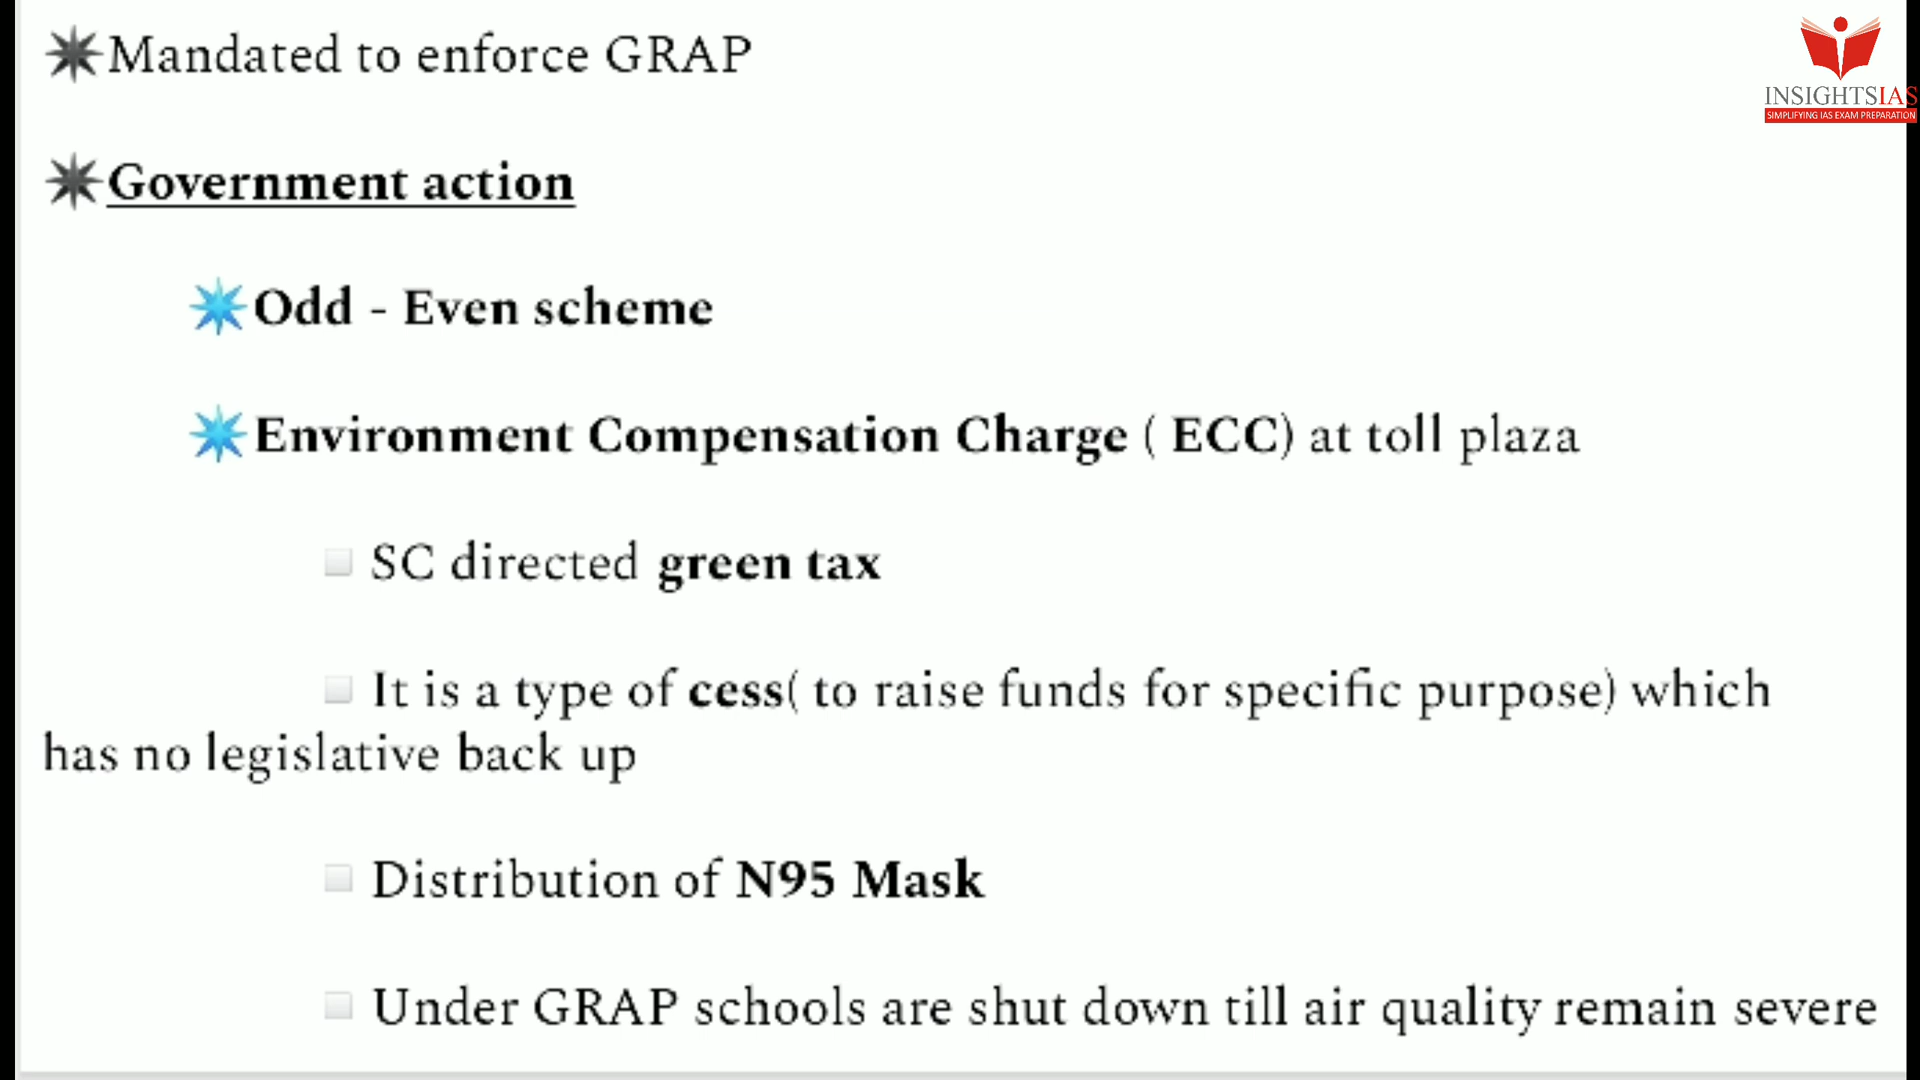 Mandated to enforce GRAP
INSIGHTSIAS
SIMPLIFYING IAS EXAM PREPARATION
Government action
Odd - Even scheme
Environment Compensation Charge ( ECC) at toll plaza
SC directed green tax
It is a type of cess( to raise funds for specific purpose) which
has no legislative back up
Distribution of N95 Mask
Under GRAP schools are shut down till air quality remain severe